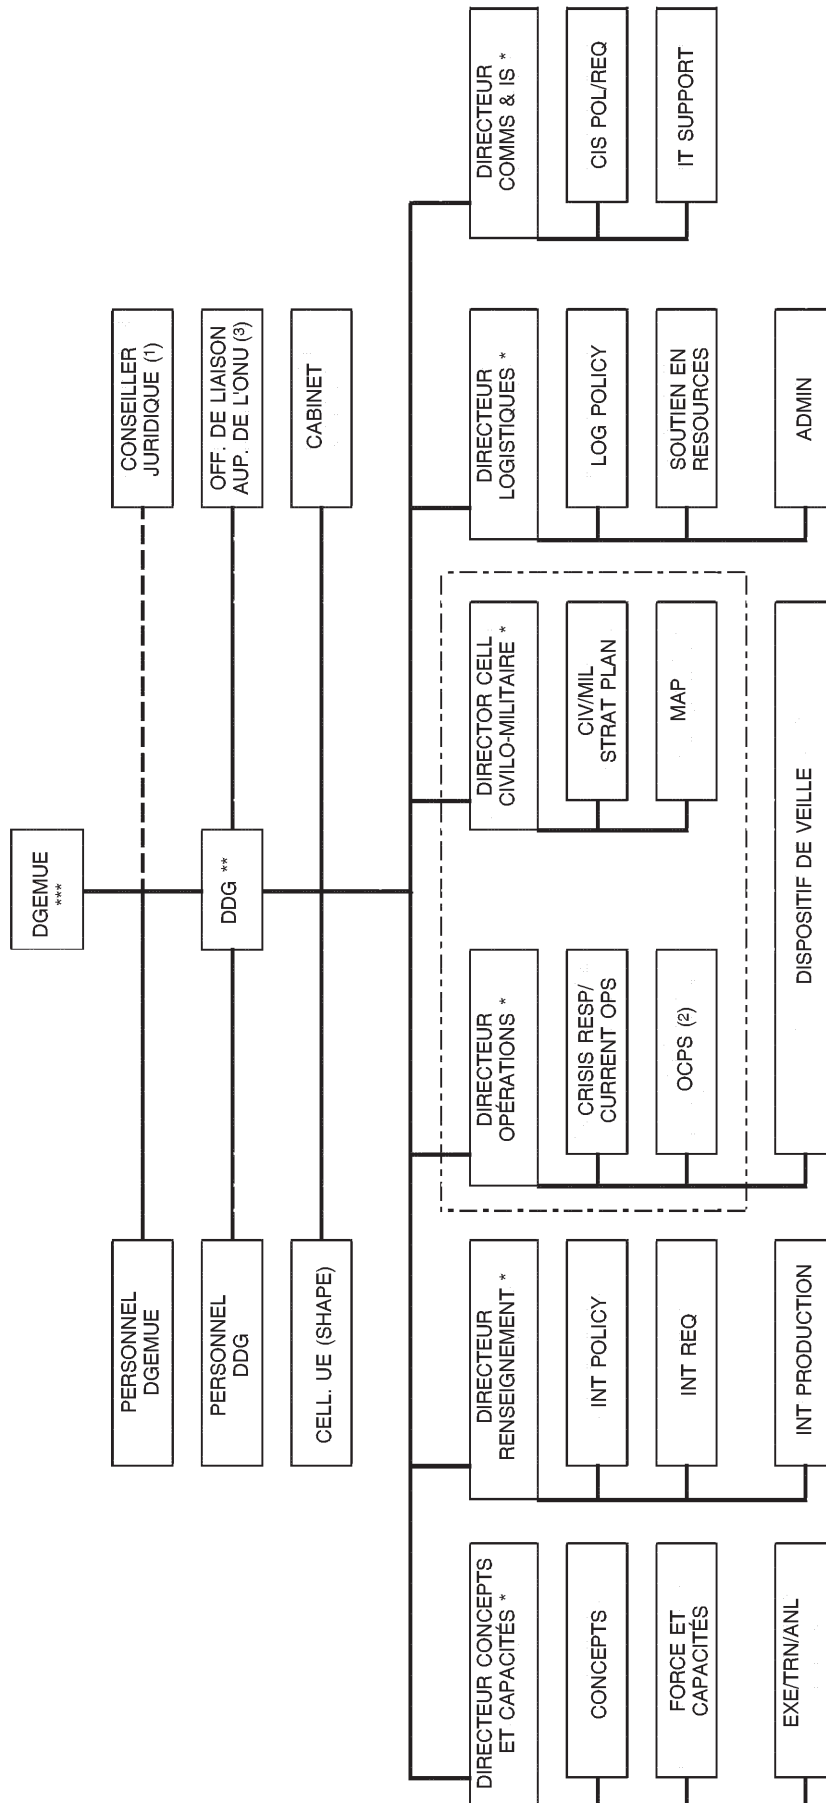 DGEMUE
***
PERSONNEL
DGEMUE
CONSEILLER
JURIDIQUE (1)
PERSONNEL
DDG
DDG **
OFF. DE LIAISON
AUP. DE L'ONU (3)
CELL. UE (SHAPE)
CABINET
DIRECTEUR CONCEPTS
ET CAPACITÉS *
CONCEPTS
FORCE ET
CAPACITÉS
EXE/TRN/ANL
DIRECTEUR
RENSEIGNEMENT *
INT POLICY
INT REQ
INT PRODUCTION
DIRECTEUR
OPÉRATIONS *
CRISIS RESP/
CURRENT OPS
OCPS (2)
DIRECTOR CELL
CIVILO-MILITAIRE *
CIV/MIL
STRAT PLAN
MAP
DISPOSITIF DE VEILLE
DIRECTEUR
LOGISTIQUES *
LOG POLICY
SOUTIEN EN
RESOURCES
ADMIN
DIRECTEUR
COMMS & IS *
CIS POL/REQ
IT SUPPORT